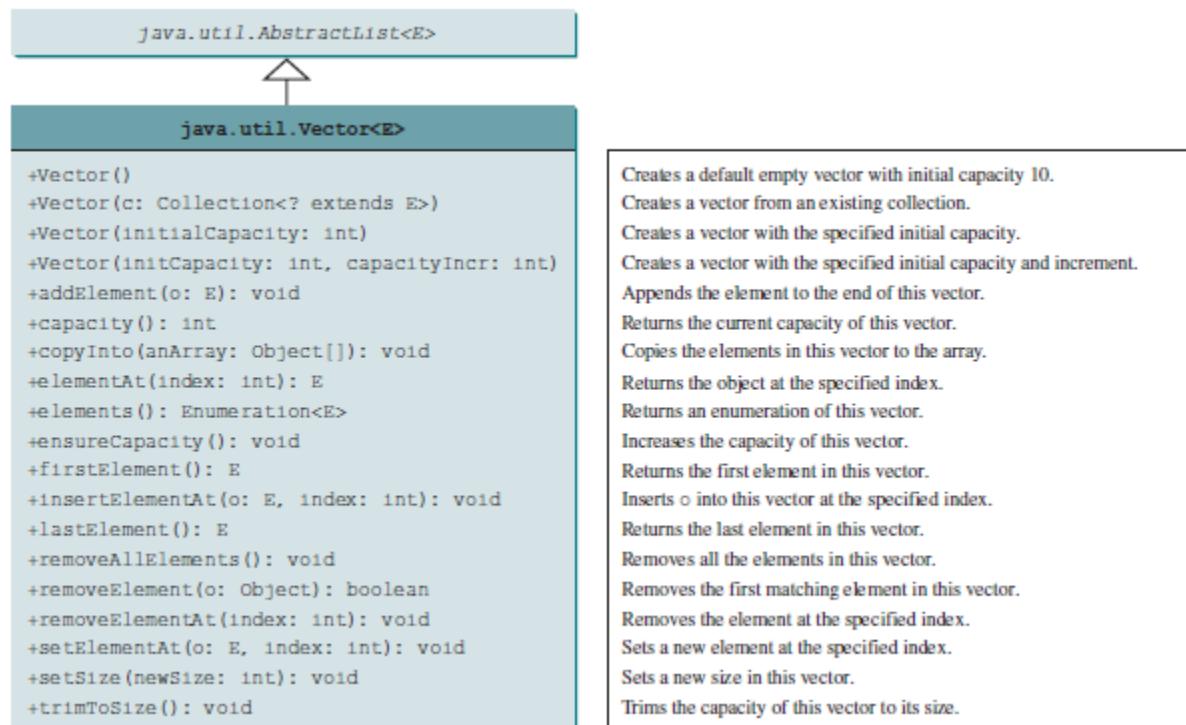 java.util.AbstractList<E>
java.util.Vector<E>
+Vector()
+Vector(c: Collection<? extends E>)
+Vector(initialCapacity: int)
+Vector(initCapacity: int, capacityIncr: int)
+addElement(o: E): void
+capacity(): int
+copyInto(anArray: Object[]): void
+elementAt(index: int): E
+elements(): Enumeration<E>
+ensureCapacity(): void
+firstElement(): E
+insertElementAt(o: E, index: int): void
+lastElement(): E
+removeAllElements(): void
+removeElement(o: Object): boolean
+removeElementAt(index: int): void
+setElementAt(o: E, index: int): void
+setSize(newSize: int): void
+trimToSize(): void
Creates a default empty vector with initial capacity 10.
Creates a vector from an existing collection.
Creates a vector with the specified initial capacity.
Creates a vector with the specified initial capacity and increment.
Appends the element to the end of this vector.
Returns the current capacity of this vector.
Copies the elements in this vector to the array.
Returns the object at the specified index.
Returns an enumeration of this vector.
Increases the capacity of this vector.
Returns the first element in this vector.
Inserts o into this vector at the specified index.
Returns the last element in this vector.
Removes all the elements in this vector.
Removes the first matching element in this vector.
Removes the element at the specified index.
Sets a new element at the specified index.
Sets a new size in this vector.
Trims the capacity of this vector to its size.